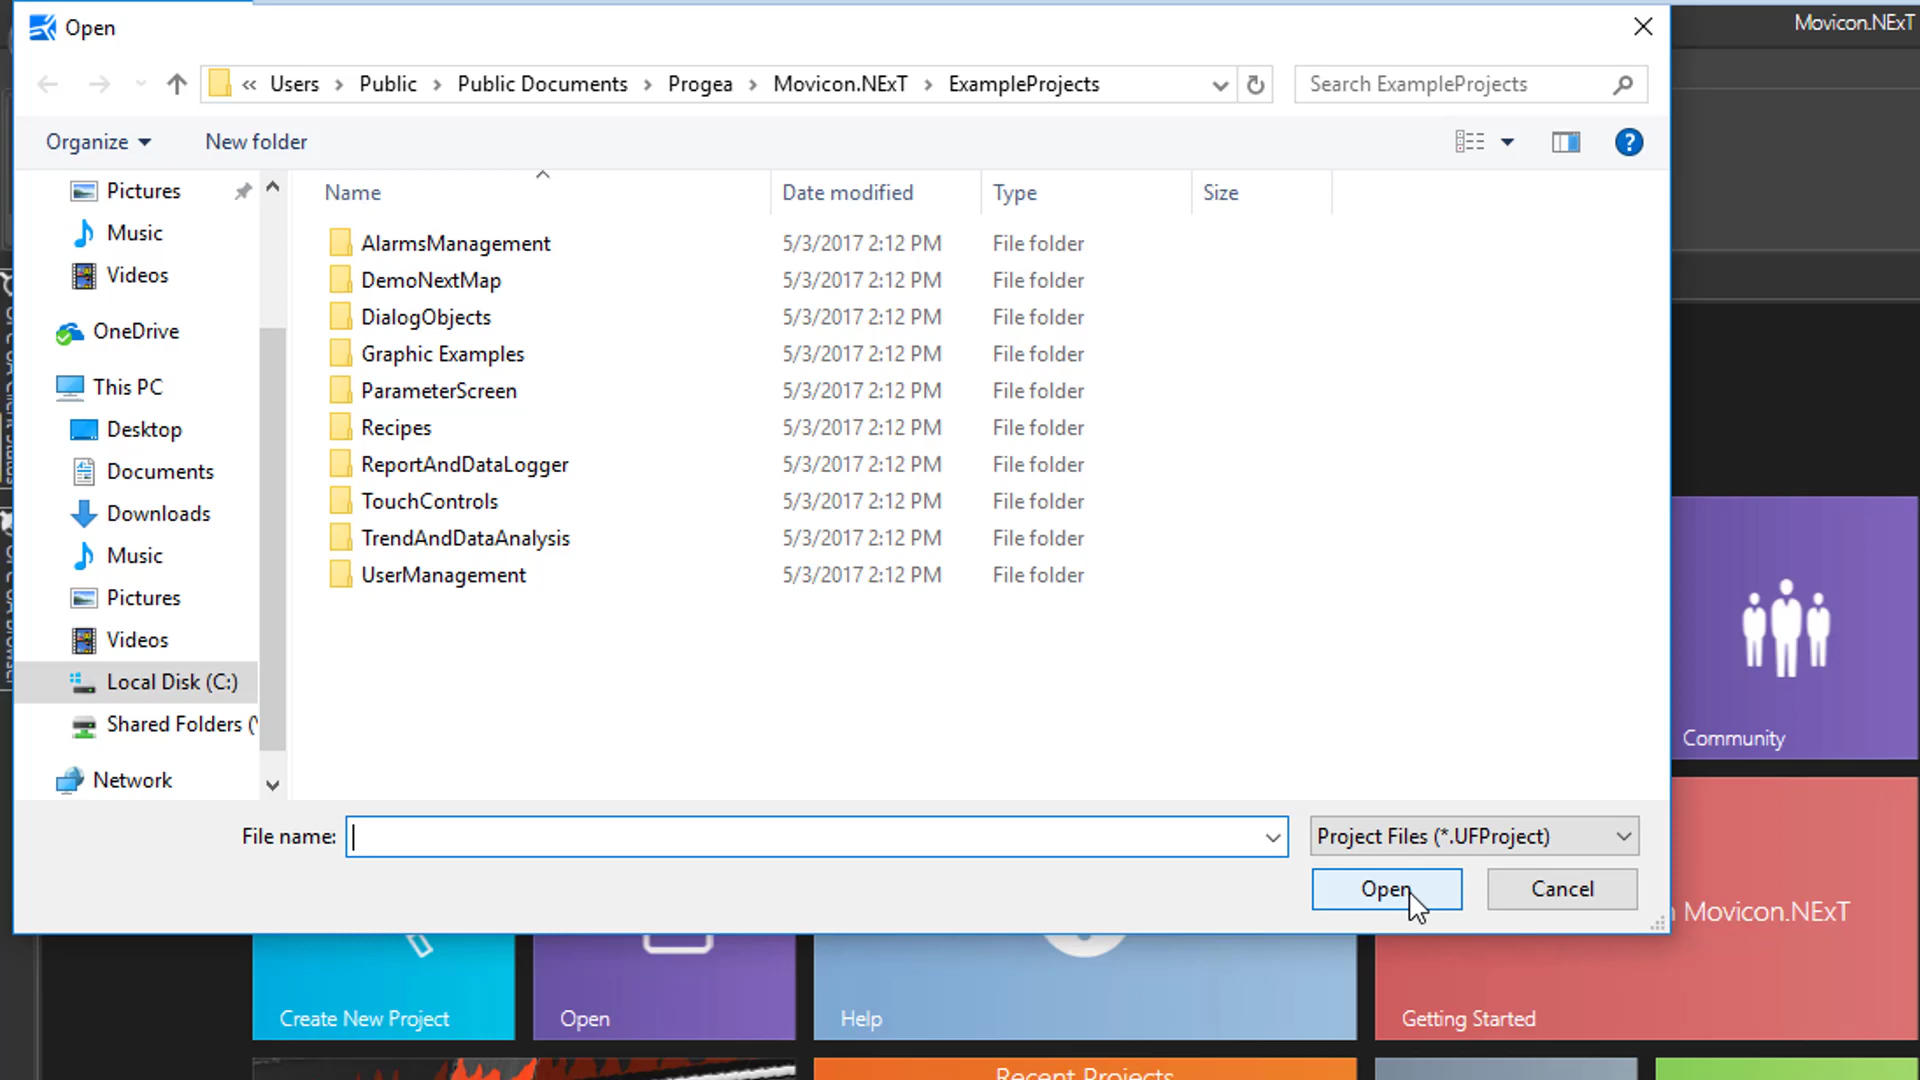 Open
Movicon.NExT
« Users › Public › Public Documents › Progea › Movicon.NExT › ExampleProjects
Search ExampleProjects
Organize
New folder
Name
Date modified
Type
Size
Pictures
Music
Videos
OneDrive
This PC
Desktop
Documents
Downloads
Music
Pictures
Videos
Local Disk (C:)
Shared Folders (
Network
AlarmsManagement 5/3/2017 2:12 PM File folder
DemoNextMap 5/3/2017 2:12 PM File folder
DialogObjects 5/3/2017 2:12 PM File folder
Graphic Examples 5/3/2017 2:12 PM File folder
ParameterScreen 5/3/2017 2:12 PM File folder
Recipes 5/3/2017 2:12 PM File folder
ReportAndDataLogger 5/3/2017 2:12 PM File folder
TouchControls 5/3/2017 2:12 PM File folder
TrendAndDataAnalysis 5/3/2017 2:12 PM File folder
UserManagement 5/3/2017 2:12 PM File folder
File name:
Project Files (*.UFProject)
Open
Cancel
Community
Movicon.NExT
Create New Project
Open
Help
Getting Started
Recent Projects